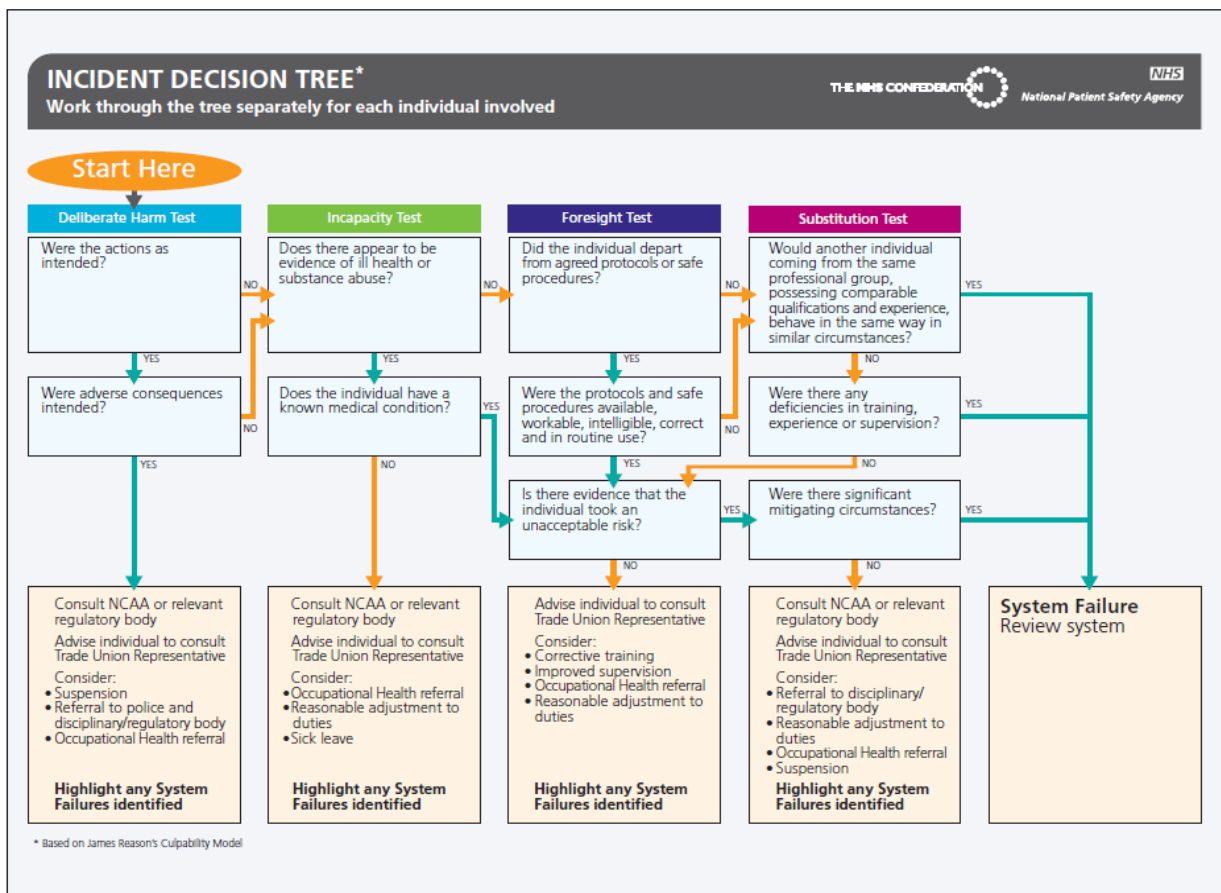 INCIDENT DECISION TREE*
Work through the tree separately for each individual involved
THE NHS CONFEDERATION
NHS
National Patient Safety Agency
Start Here
Deliberate Harm Test
Were the actions as
intended?
NO
YES
Were adverse consequences
intended?
NO
YES
Consult NCAA or relevant
regulatory body
Advise individual to consult
Trade Union Representative
Consider:
• Suspension
• Referral to police and
disciplinary/regulatory body
• Occupational Health referral
Highlight any System
Failures identified
Incapacity Test
Does there appear to be
evidence of ill health or
substance abuse?
NO
YES
Does the individual have a
known medical condition?
YES
NO
Consult NCAA or relevant
regulatory body
Advise individual to consult
Trade Union Representative
Consider:
• Occupational Health referral
• Reasonable adjustment to
duties
• Sick leave
Highlight any System
Failures identified
Foresight Test
Did the individual depart
from agreed protocols or safe
procedures?
NO
YES
Were the protocols and safe
procedures available,
workable, intelligible, correct
and in routine use?
NO
YES
Is there evidence that the
individual took an
unacceptable risk?
YES
NO
Advise individual to consult
Trade Union Representative
Consider:
• Corrective training
• Improved supervision
• Occupational Health referral
• Reasonable adjustment to
duties
Highlight any System
Failures identified
Substitution Test
Would another individual
coming from the same
professional group,
possessing comparable
qualifications and experience,
behave in the same way in
similar circumstances?
YES
NO
Were there any
deficiencies in training,
experience or supervision?
YES
NO
Were there significant
mitigating circumstances?
YES
NO
Consult NCAA or relevant
regulatory body
Advise individual to consult
Trade Union Representative
Consider:
• Referral to disciplinary/
regulatory body
• Reasonable adjustment to
duties
• Occupational Health referral
• Suspension
Highlight any System
Failures identified
System Failure
Review system
* Based on James Reason's Culpability Model